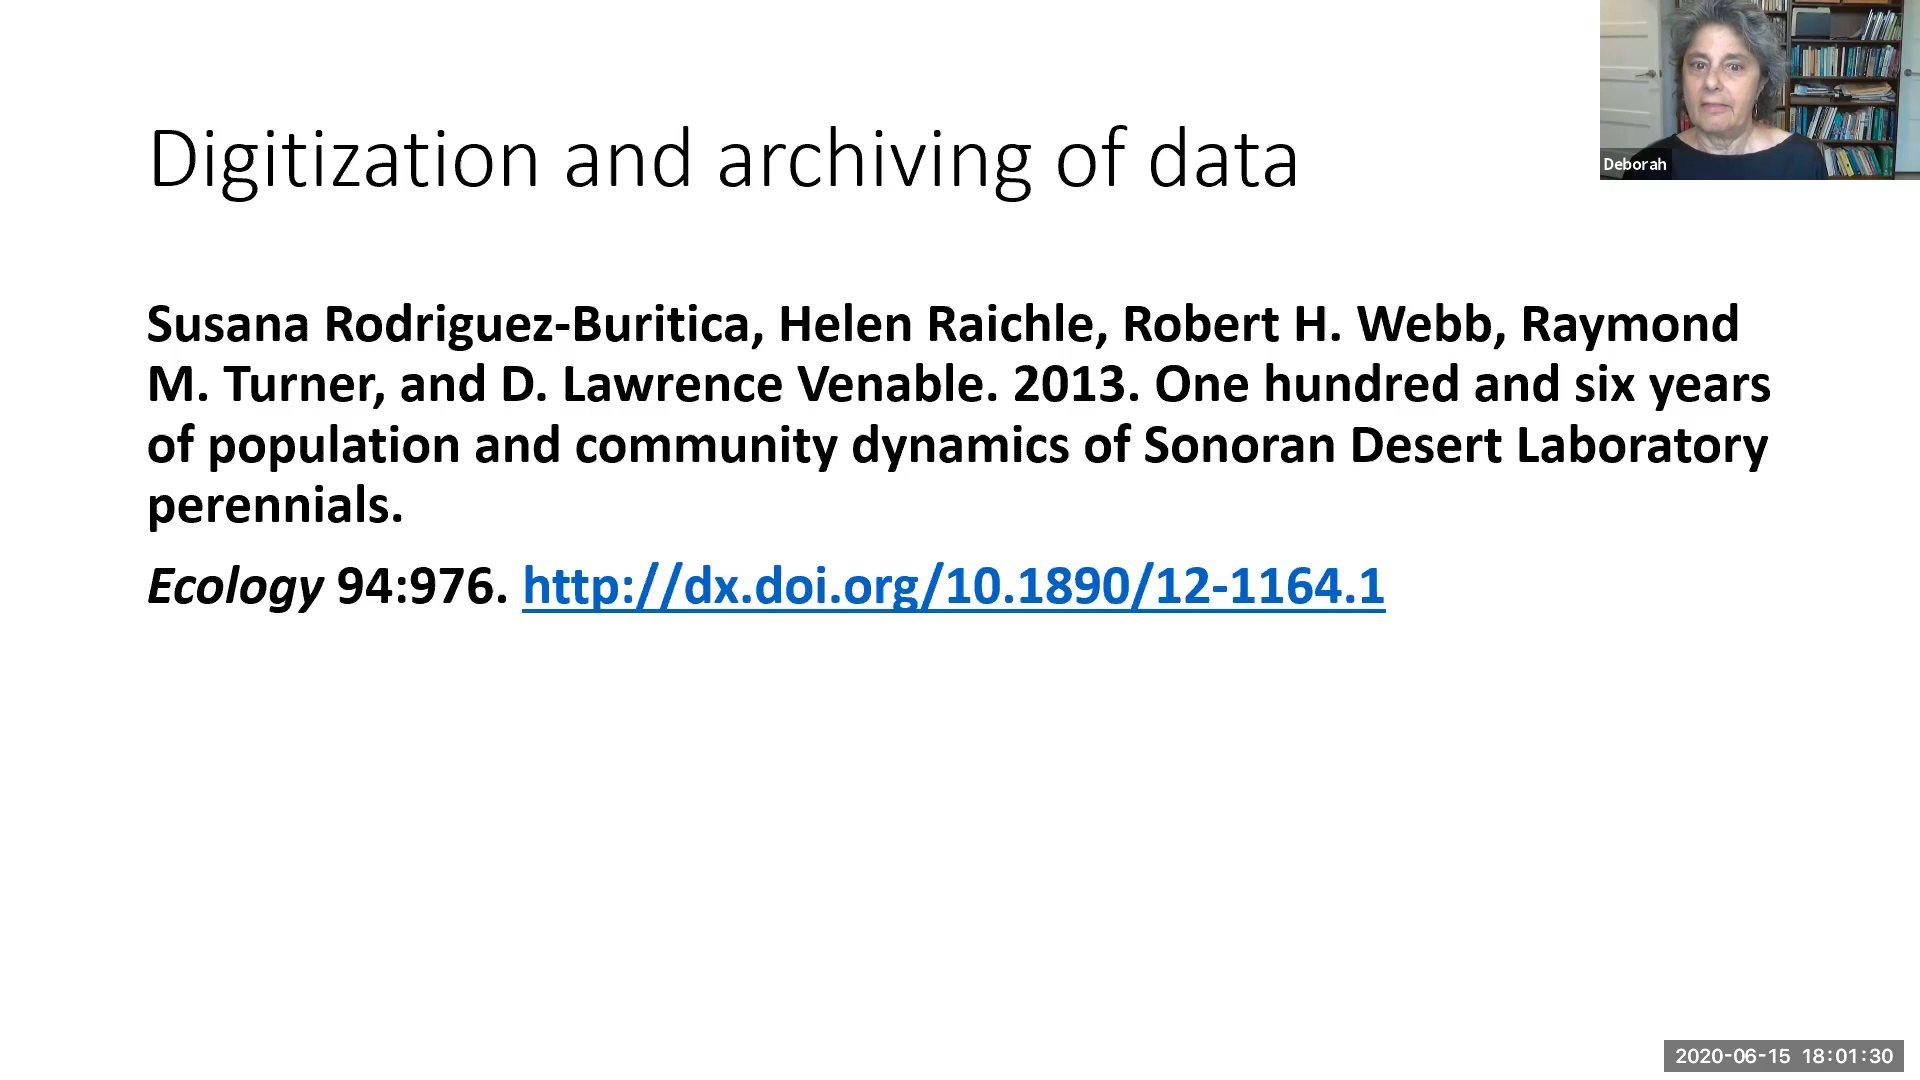 Digitization and archiving of data
Deborah
Susana Rodriguez-Buritica, Helen Raichle, Robert H. Webb, Raymond
M. Turner, and D. Lawrence Venable. 2013. One hundred and six years
of population and community dynamics of Sonoran Desert Laboratory
perennials.
Ecology 94:976. http://dx.doi.org/10.1890/12-1164.1
2020-06-15 18:01:30